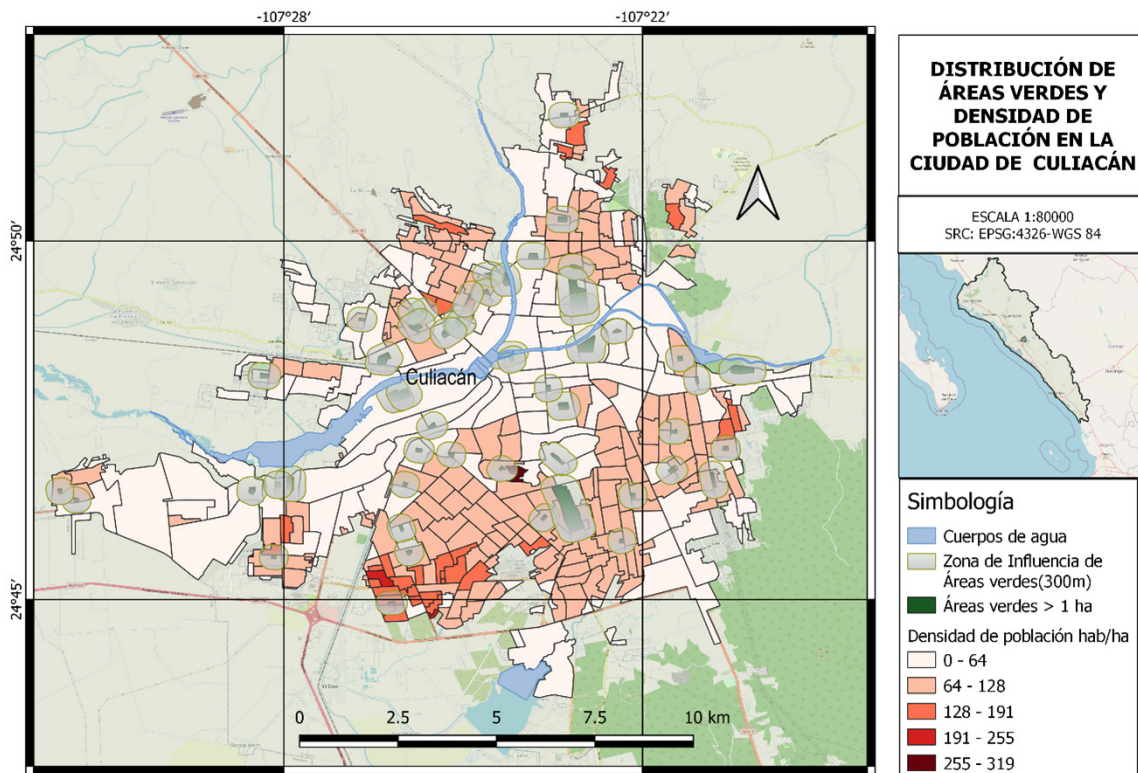 -107°28'
-107°22'
24°50'
24°45'
Culiacán
0
2.5
5
7.5
10 km
DISTRIBUCIÓN DE
ÁREAS VERDES Y
DENSIDAD DE
POBLACIÓN EN LA
CIUDAD DE CULIACÁN
ESCALA 1:80000
SRC: EPSG:4326-WGS 84
Simbología
Cuerpos de agua
Zona de Influencia de
Áreas verdes(300m)
Áreas verdes > 1 ha
Densidad de población hab/ha
0 - 64
64 - 128
128 - 191
191 - 255
255 - 319